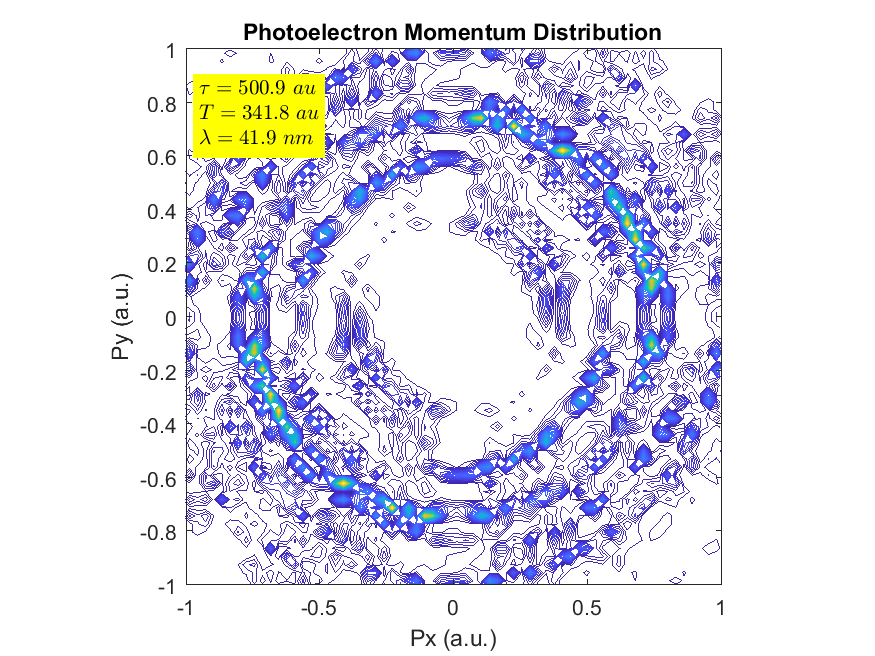 Photoelectron Momentum Distribution
τ = 500.9 au
T = 341.8 au
λ = 41.9 nm
1
0.8
0.6
0.4
0.2
0
-0.2
-0.4
-0.6
-0.8
-1
Py (a.u.)
-1 -0.5 0 0.5 1
Px (a.u.)